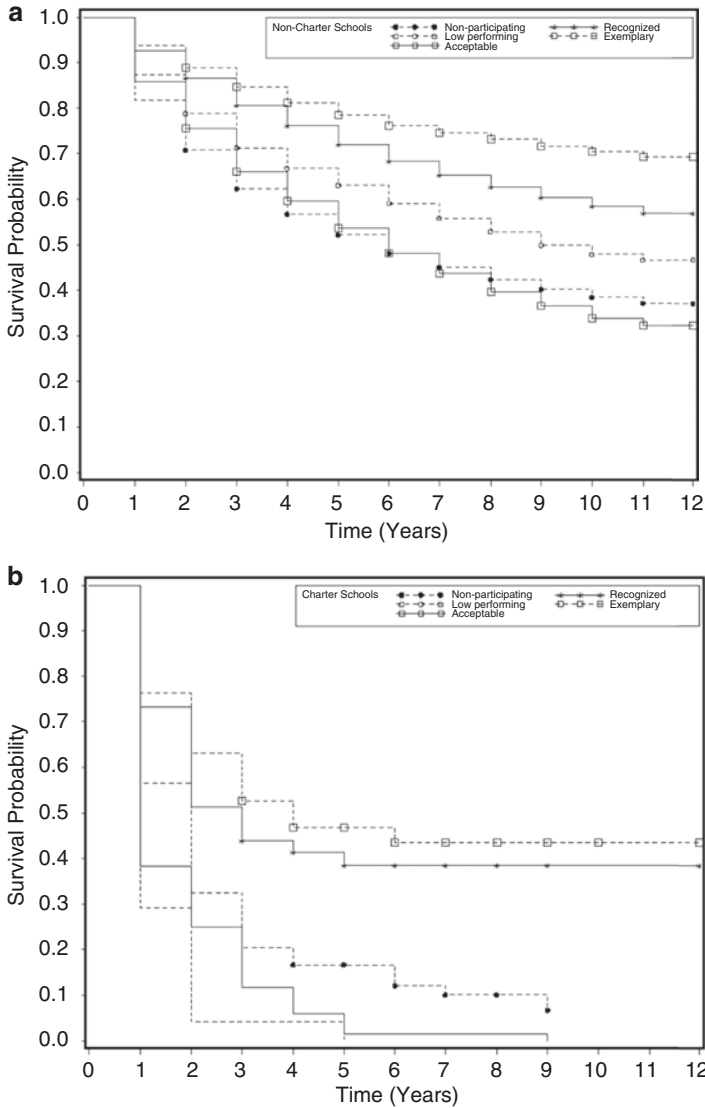 a
Non-Charter Schools Non-participating Recognized
Low performing Exemplary
Acceptable
Survival Probability
1.0
0.9
0.8
0.7
0.6
0.5
0.4
0.3
0.2
0.1
0.0
0 1 2 3 4 5 6 7 8 9 10 11 12
Time (Years)
b
Charter Schools Non-participating Recognized
Low performing Exemplary
Acceptable
Survival Probability
1.0
0.9
0.8
0.7
0.6
0.5
0.4
0.3
0.2
0.1
0.0
0 1 2 3 4 5 6 7 8 9 10 11 12
Time (Years)